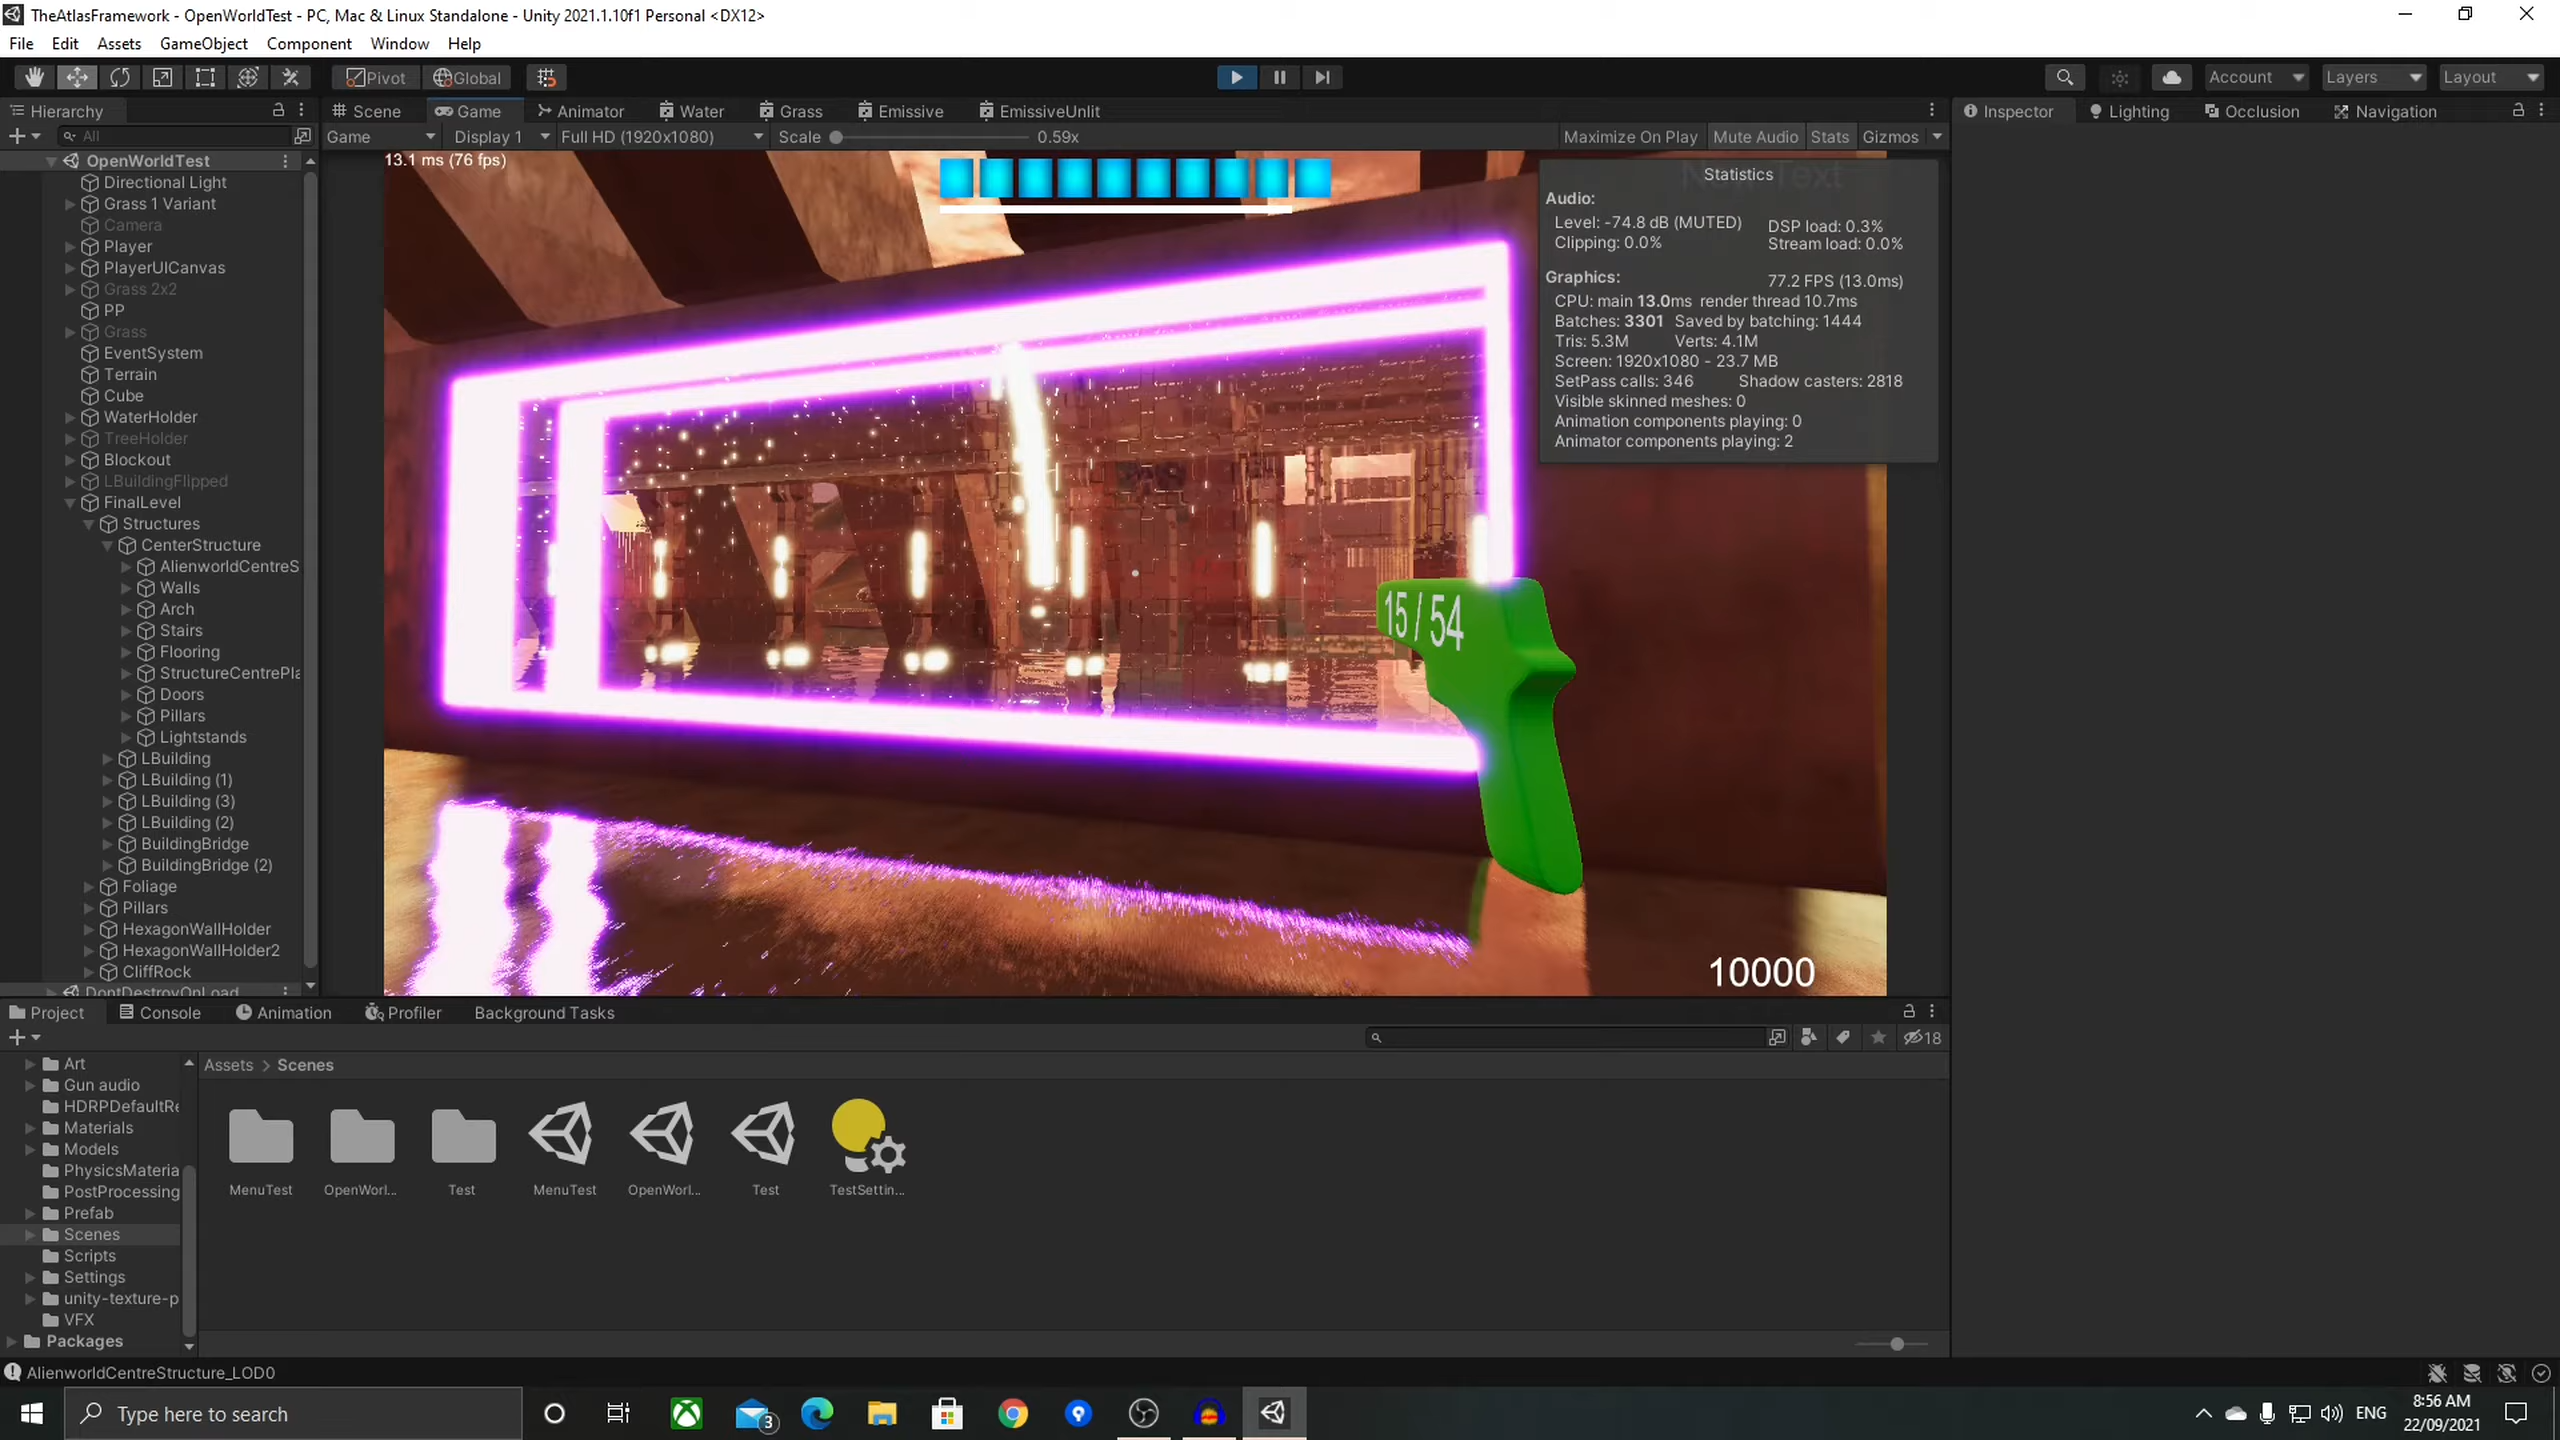 TheAtlasFramework - OpenWorldTest - PC, Mac & Linux Standalone - Unity 2021.1.10f1 Personal <DX12>
File Edit Assets GameObject Component Window Help
Pivot Global Account Layers Layout
Hierarchy
All
OpenWorldTest
Directional Light
Grass 1 Variant
Camera
Player
PlayerUICanvas
Grass 2x2
PP
Grass
EventSystem
Terrain
Cube
WaterHolder
TreeHolder
Blockout
LBuildingFlipped
FinalLevel
Structures
CenterStructure
AlienworldCentreS
Walls
Arch
Stairs
Flooring
StructureCentrePla
Doors
Pillars
Lightstands
LBuilding
LBuilding (1)
LBuilding (3)
LBuilding (2)
BuildingBridge
BuildingBridge (2)
Foliage
Pillars
HexagonWallHolder
HexagonWallHolder2
CliffRock
DontDestroyOnLoad
Scene Game Animator Water Grass Emissive EmissiveUnlit
Game Display 1 Full HD (1920x1080) Scale 0.59x Maximize On Play Mute Audio Stats Gizmos
13.1 ms (76 fps)
New Text
Statistics
Audio:
Level: -74.8 dB (MUTED) DSP load: 0.3%
Clipping: 0.0% Stream load: 0.0%
Graphics: 77.2 FPS (13.0ms)
CPU: main 13.0ms render thread 10.7ms
Batches: 3301 Saved by batching: 1444
Tris: 5.3M Verts: 4.1M
Screen: 1920x1080 - 23.7 MB
SetPass calls: 346 Shadow casters: 2818
Visible skinned meshes: 0
Animation components playing: 0
Animator components playing: 2
15 / 54
10000
Inspector Lighting Occlusion Navigation
Project Console Animation Profiler Background Tasks
18
Art
Gun audio
HDRPDefaultRe
Materials
Models
PhysicsMateria
PostProcessing
Prefab
Scenes
Scripts
Settings
unity-texture-p
VFX
Packages
Assets > Scenes
MenuTest OpenWorl... Test MenuTest OpenWorl... Test TestSettin...
AlienworldCentreStructure_LOD0
Type here to search
3
ENG
8:56 AM
22/09/2021